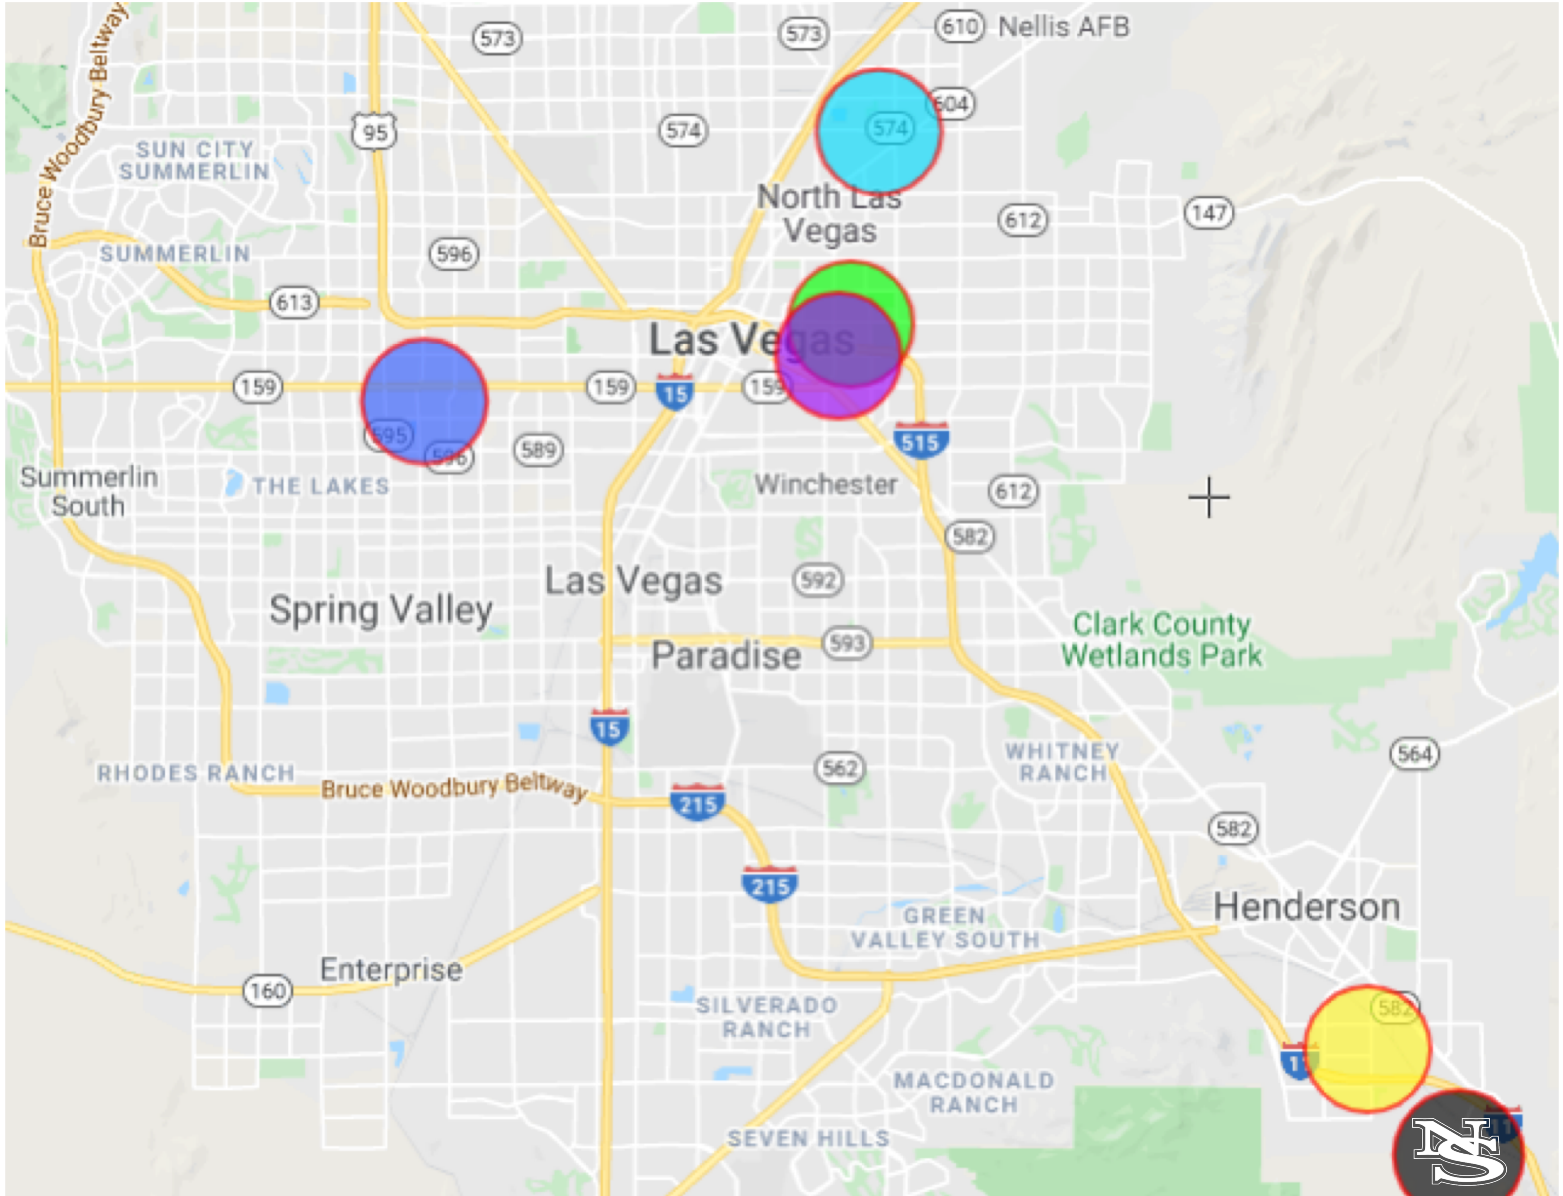 Bruce Woodbury Beltway
573
573
610
Nellis AFB
604
95
574
574
SUN CITY
SUMMERLIN
North Las
Vegas
612
147
SUMMERLIN
596
613
Las Vegas
159
159
159
15
595
596
589
515
Summerlin
South
THE LAKES
Winchester
612
582
Las Vegas
592
Spring Valley
Clark County
Wetlands Park
Paradise
593
15
WHITNEY
RANCH
564
RHODES RANCH
Bruce Woodbury Beltway
562
215
582
215
Henderson
GREEN
VALLEY SOUTH
Enterprise
160
SILVERADO
RANCH
582
11
MACDONALD
RANCH
11
SEVEN HILLS
NS